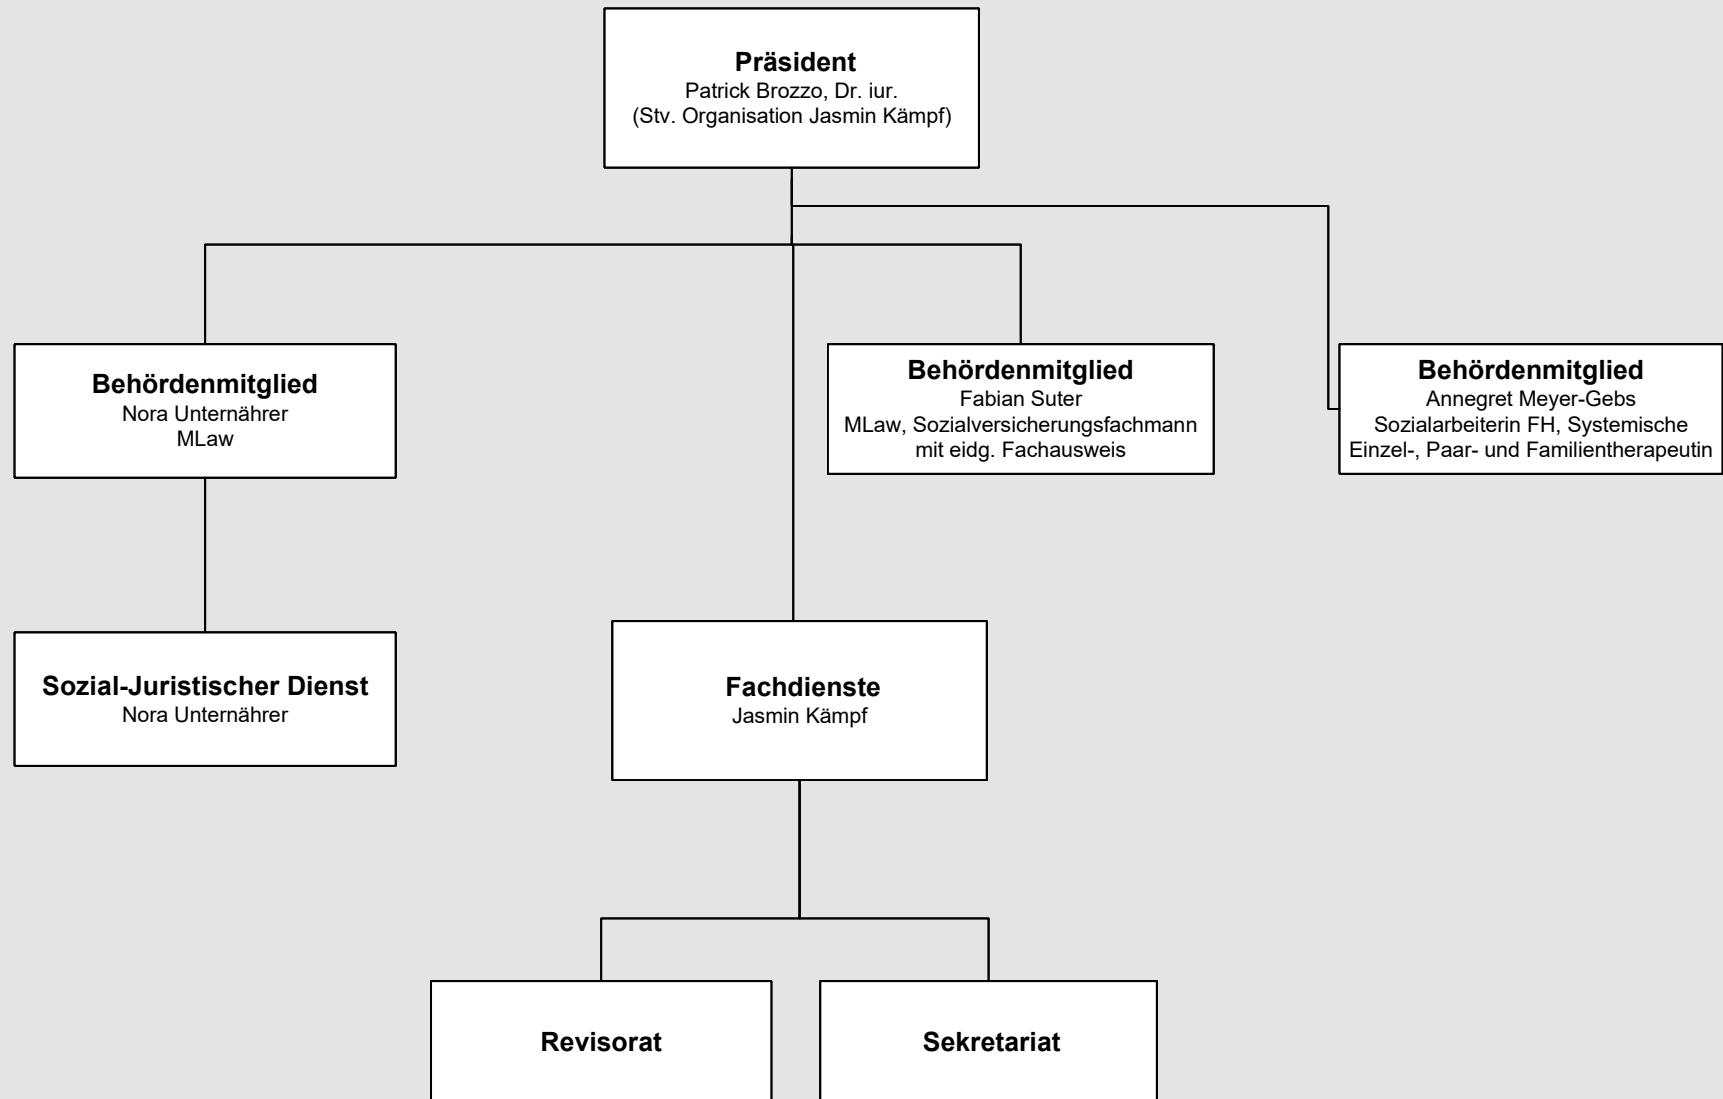 Präsident
Patrick Brozzo, Dr. iur.
(Stv. Organisation Jasmin Kämpf)
Behördenmitglied
Nora Unternährer
MLaw
Behördenmitglied
Fabian Suter
MLaw, Sozialversicherungsfachmann
mit eidg. Fachausweis
Behördenmitglied
Annegret Meyer-Gebs
Sozialarbeiterin FH, Systemische
Einzel-, Paar- und Familientherapeutin
Sozial-Juristischer Dienst
Nora Unternährer
Fachdienste
Jasmin Kämpf
Revisorat
Sekretariat